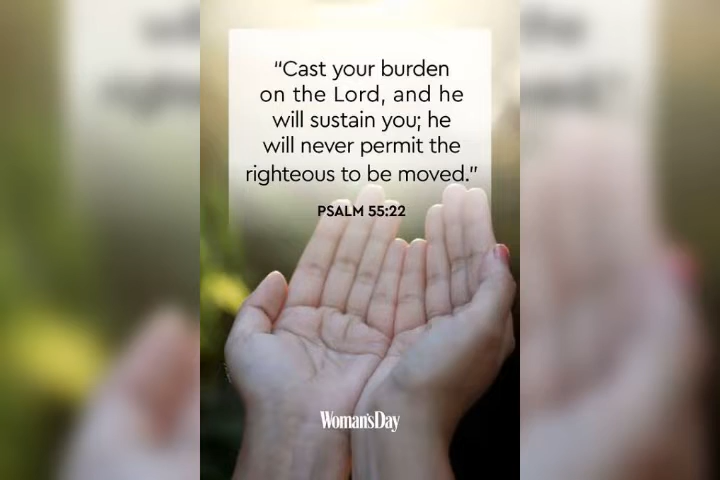 “Cast your burden
on the Lord, and he
will sustain you; he
will never permit the
righteous to be moved.”
PSALM 55:22
Woman'sDay